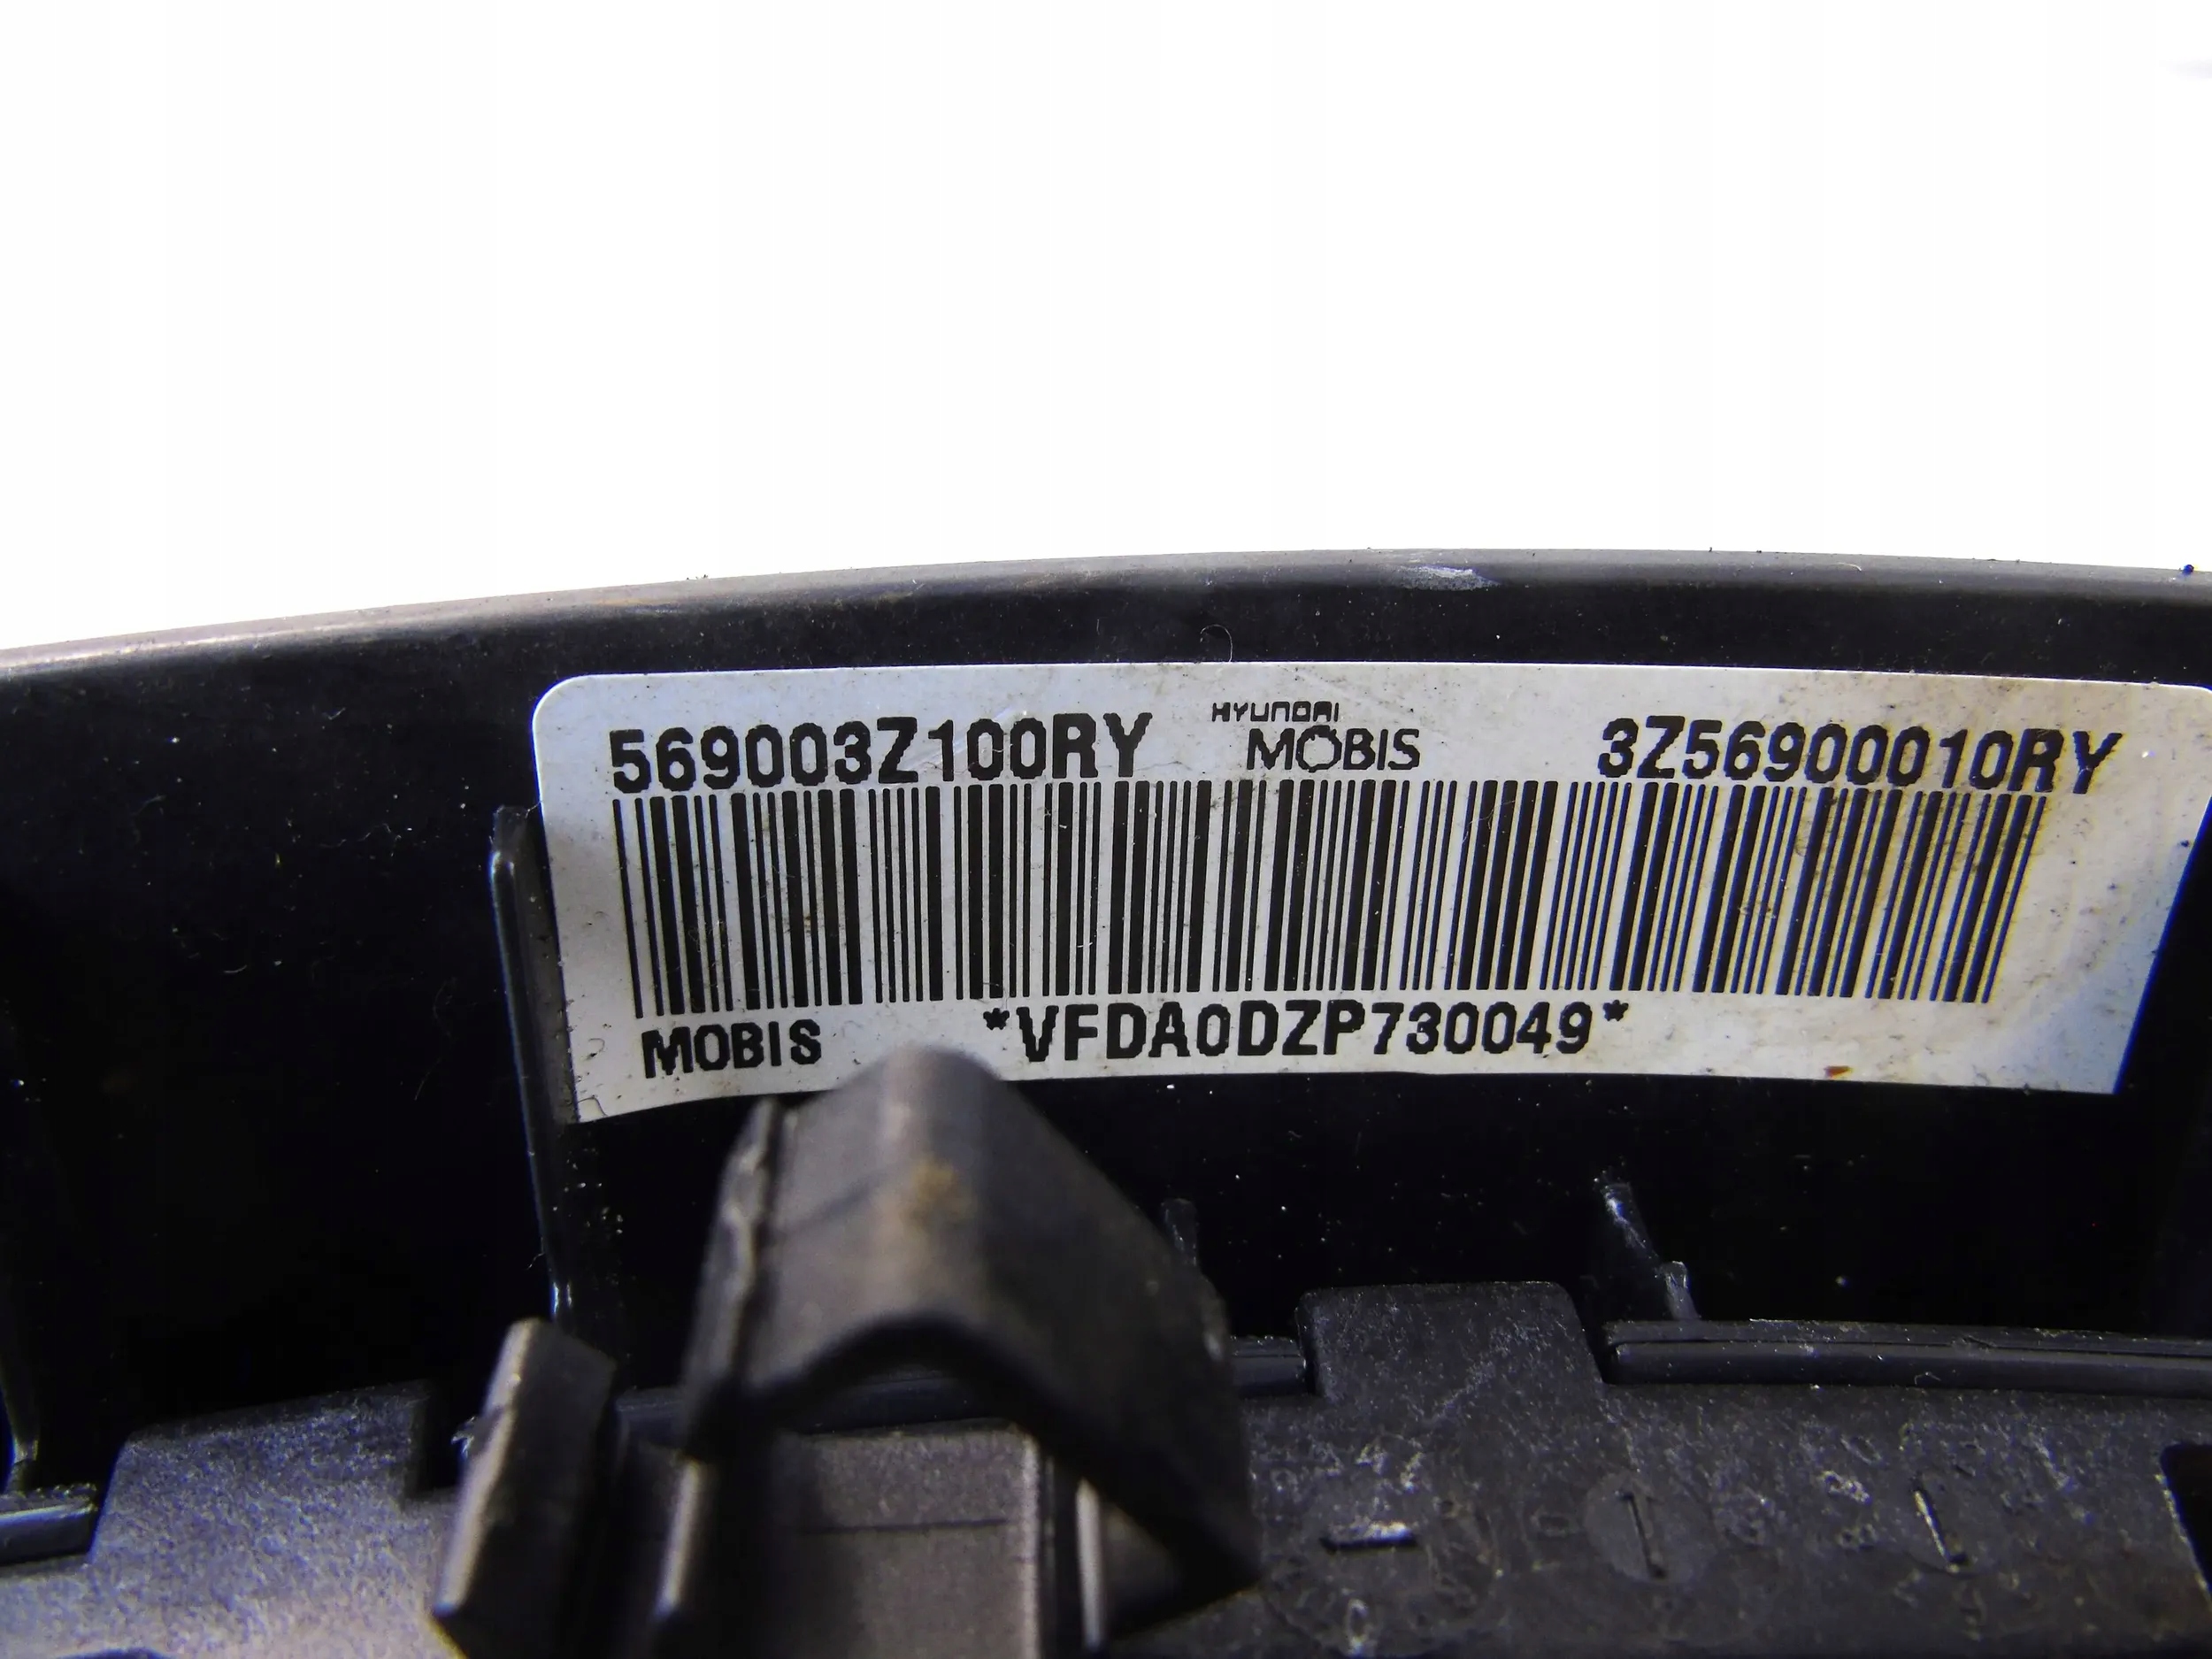 569003Z100RY HYUNDAI MOBIS 3Z56900010RY
MOBIS *VFDA0DZP730049*